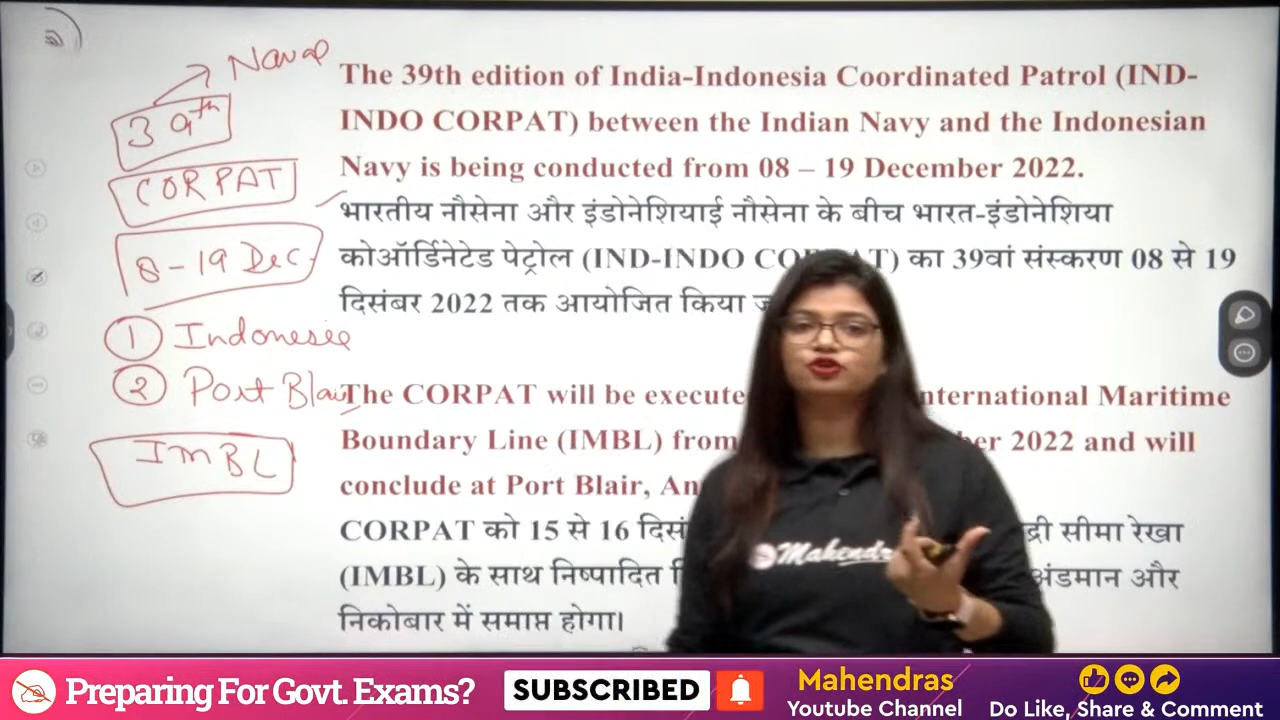 Naval
39th
CORPAT
8-19 Dec.
1 Indonesia
2 Port Blair
IMBL
The 39th edition of India-Indonesia Coordinated Patrol (IND-
INDO CORPAT) between the Indian Navy and the Indonesian
Navy is being conducted from 08 – 19 December 2022.
भारतीय नौसेना और इंडोनेशियाई नौसेना के बीच भारत-इंडोनेशिया
कोऑर्डिनेटेड पेट्रोल (IND-INDO CORPAT) का 39वां संस्करण 08 से 19
दिसंबर 2022 तक आयोजित किया
The CORPAT will be execute nternational Maritime
Boundary Line (IMBL) from er 2022 and will
conclude at Port Blair, An
CORPAT को 15 से 16 दिसं द्री सीमा रेखा
(IMBL) के साथ निष्पादित अंडमान और
निकोबार में समाप्त होगा।
Mahendra
Preparing For Govt. Exams?
SUBSCRIBED
Mahendras
Youtube Channel
Do Like, Share & Comment